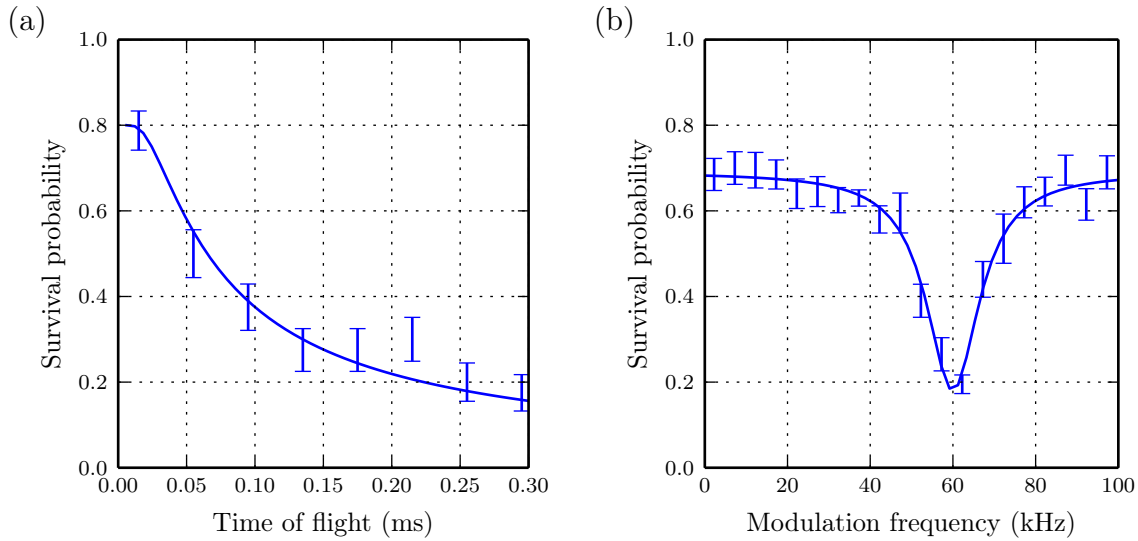 (a)
1.0
0.8
0.6
0.4
0.2
0.0
Survival probability
0.00 0.05 0.10 0.15 0.20 0.25 0.30
Time of flight (ms)
(b)
1.0
0.8
0.6
0.4
0.2
0.0
Survival probability
0 20 40 60 80 100
Modulation frequency (kHz)